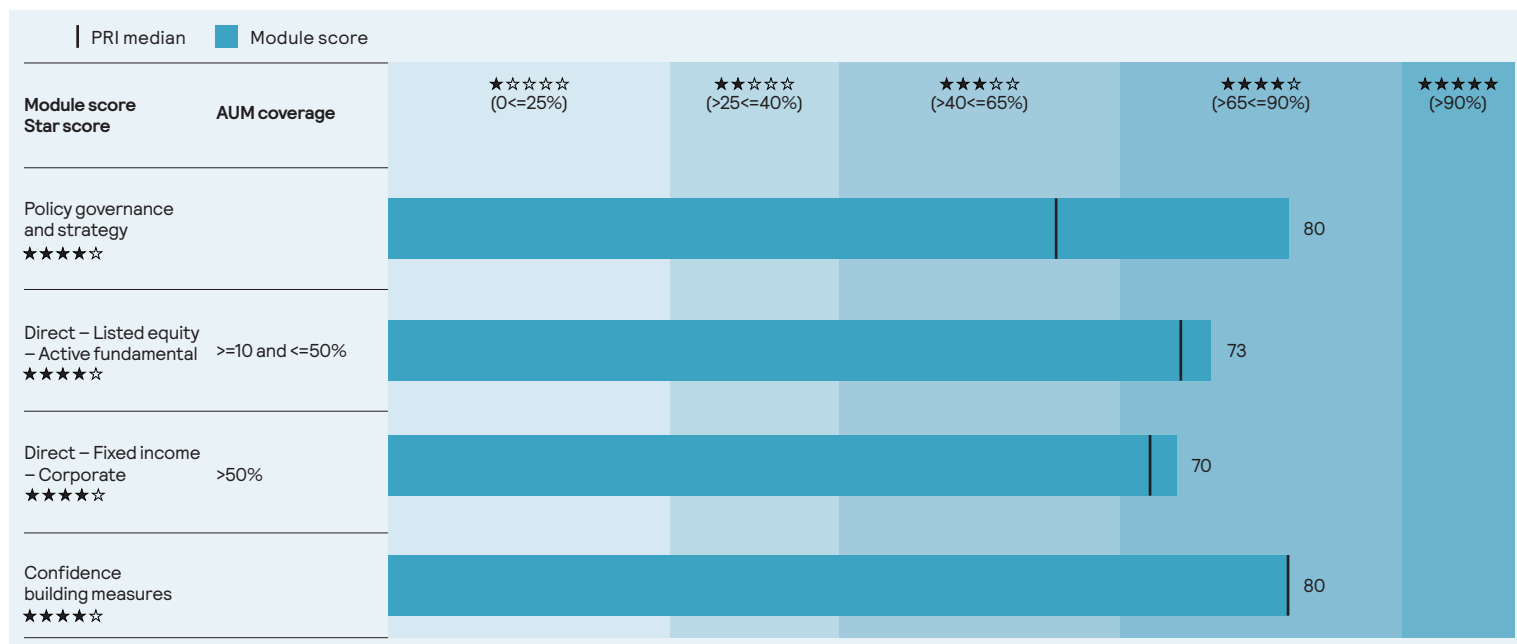 PRI median
Module score
Module score
Star score
AUM coverage
★☆☆☆☆
(0<=25%)
★★☆☆☆
(>25<=40%)
★★★☆☆
(>40<=65%)
★★★★☆
(>65<=90%)
★★★★★
(>90%)
Policy governance
and strategy
★★★★☆
80
Direct – Listed equity
– Active fundamental
★★★★☆
>=10 and <=50%
73
Direct – Fixed income
– Corporate
★★★★☆
>50%
70
Confidence
building measures
★★★★☆
80